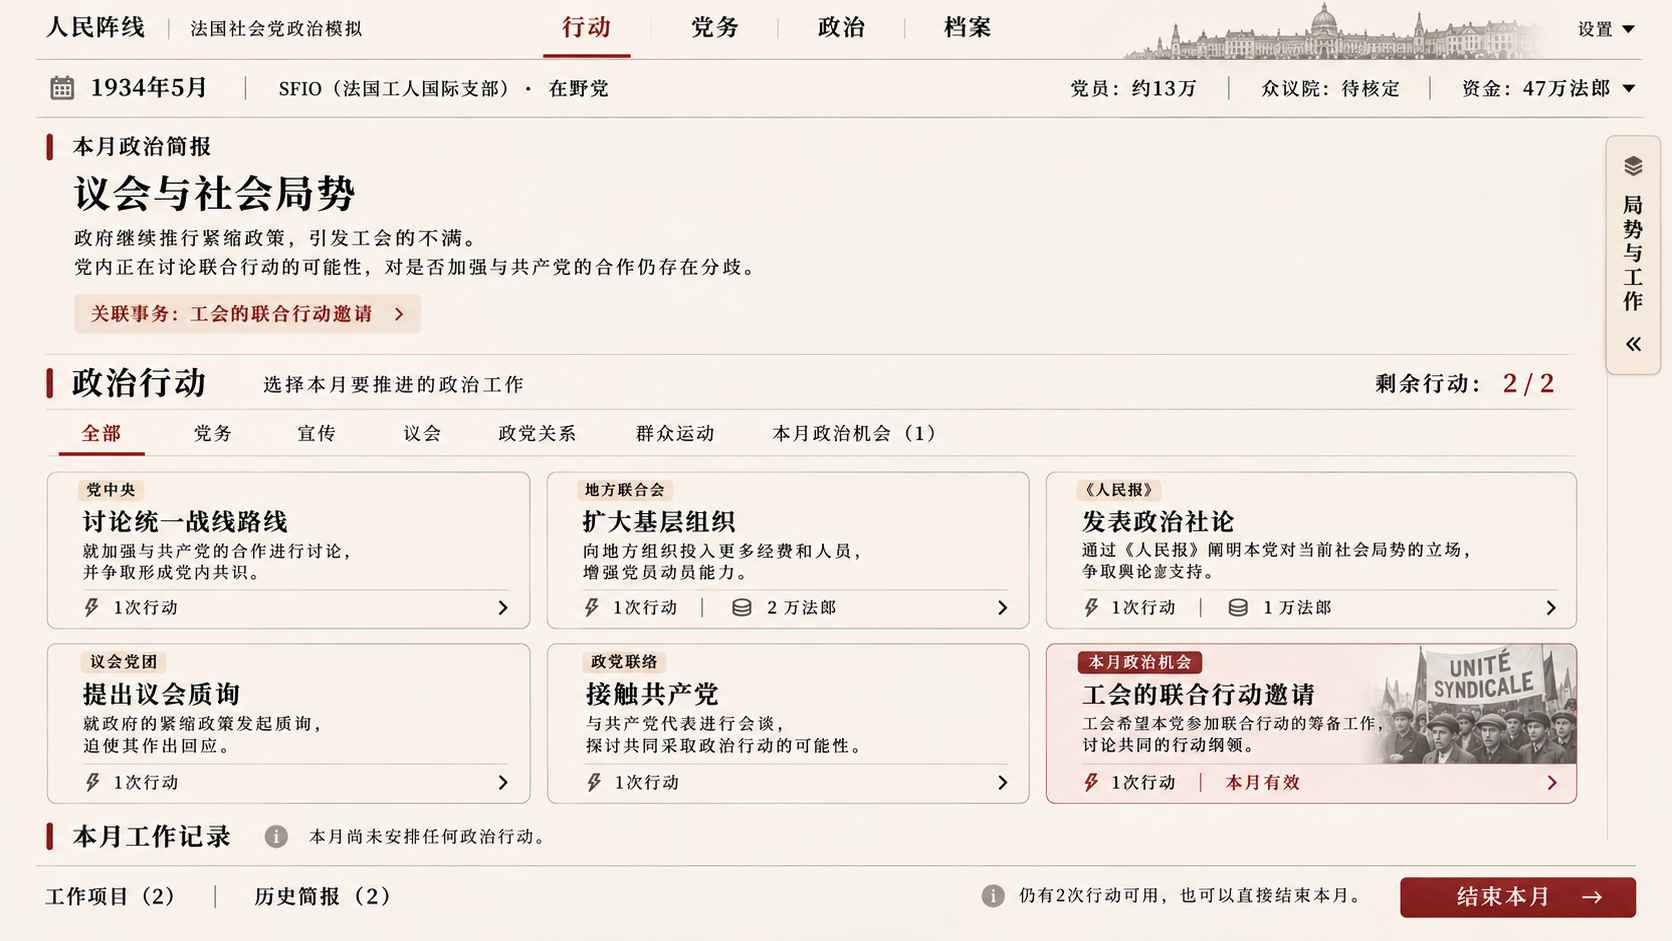 人民阵线
法国社会党政治模拟
行动
党务
政治
档案
设置
1934年5月
SFIO（法国工人国际支部）· 在野党
党员：约13万
众议院：待核定
资金：47万法郎
本月政治简报
议会与社会局势
政府继续推行紧缩政策，引发工会的不满。
党内正在讨论联合行动的可能性，对是否加强与共产党的合作仍存在分歧。
关联事务：工会的联合行动邀请
局势与工作
政治行动
选择本月要推进的政治工作
剩余行动：2 / 2
全部
党务
宣传
议会
政党关系
群众运动
本月政治机会（1）
党中央
讨论统一战线路线
就加强与共产党的合作进行讨论，
并争取形成党内共识。
1次行动
地方联合会
扩大基层组织
向地方组织投入更多经费和人员，
增强党员动员能力。
1次行动
2 万法郎
《人民报》
发表政治社论
通过《人民报》阐明本党对当前社会局势的立场，
争取舆论支持。
1次行动
1 万法郎
议会党团
提出议会质询
就政府的紧缩政策发起质询，
迫使其作出回应。
1次行动
政党联络
接触共产党
与共产党代表进行会谈，
探讨共同采取政治行动的可能性。
1次行动
本月政治机会
工会的联合行动邀请
工会希望本党参加联合行动的筹备工作，
讨论共同的行动纲领。
UNITÉ
SYNDICALE
1次行动
本月有效
本月工作记录
本月尚未安排任何政治行动。
工作项目（2）
历史简报（2）
仍有2次行动可用，也可以直接结束本月。
结束本月